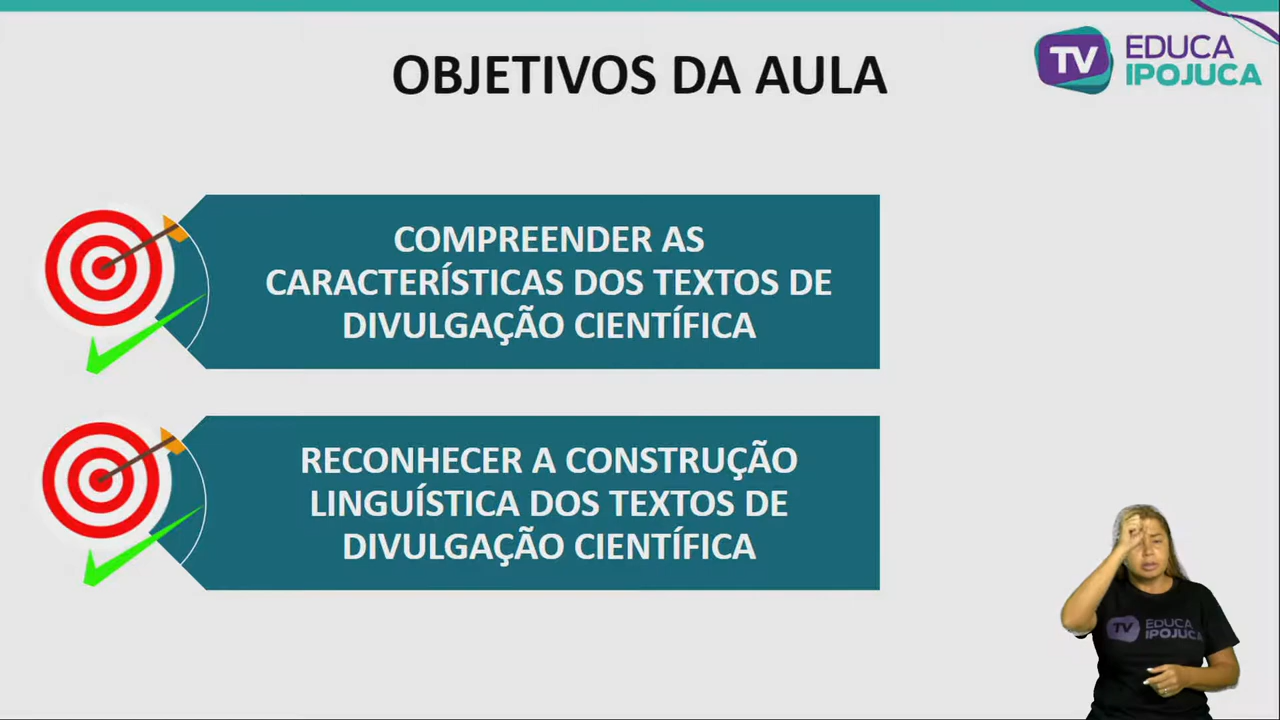 OBJETIVOS DA AULA
TV EDUCA
IPOJUCA
COMPREENDER AS
CARACTERÍSTICAS DOS TEXTOS DE
DIVULGAÇÃO CIENTÍFICA
RECONHECER A CONSTRUÇÃO
LINGUÍSTICA DOS TEXTOS DE
DIVULGAÇÃO CIENTÍFICA
TV EDUCA
IPOJUCA